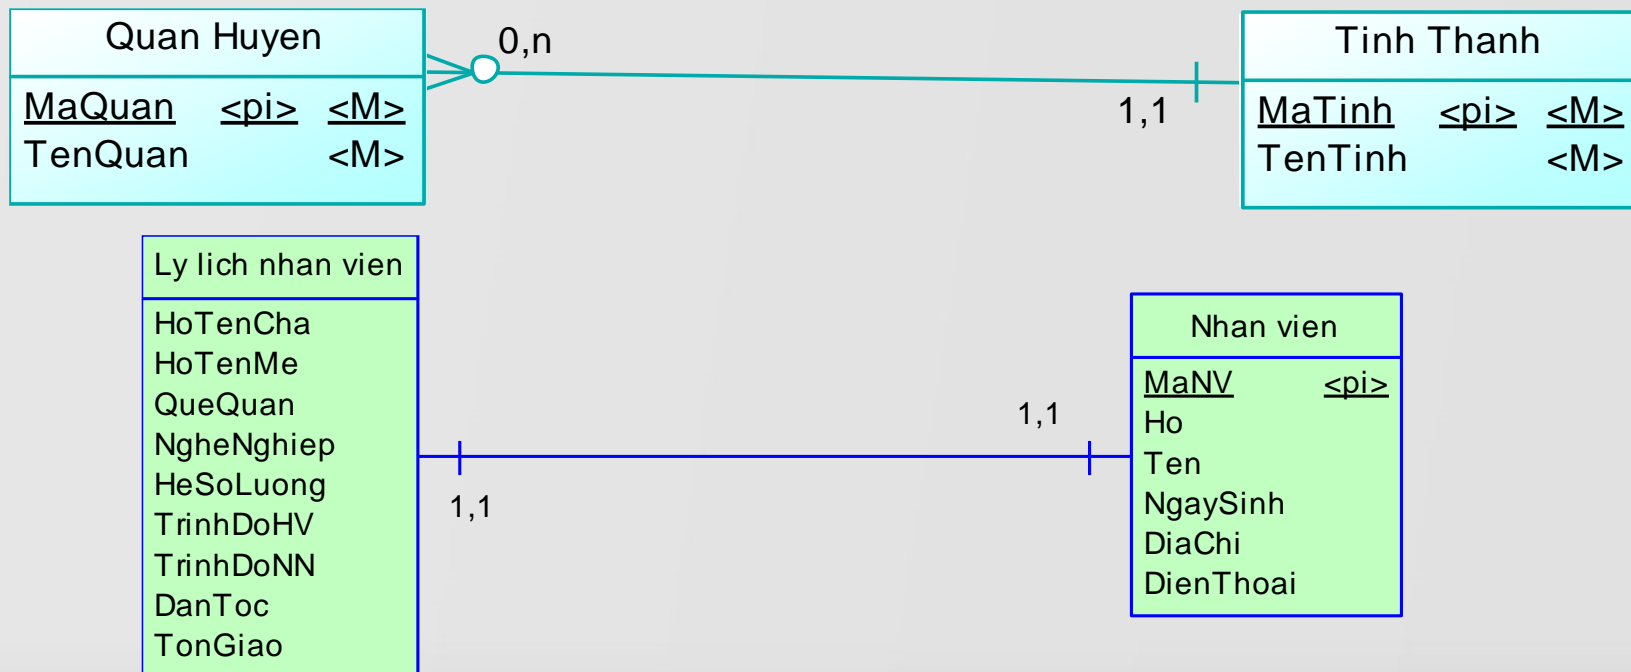 Quan Huyen
MaQuan <pi> <M>
TenQuan <M>
0,n
1,1
Tinh Thanh
MaTinh <pi> <M>
TenTinh <M>
Ly lich nhan vien
HoTenCha
HoTenMe
QueQuan
NgheNghiep
HeSoLuong
TrinhDoHV
TrinhDoNN
DanToc
TonGiao
1,1
1,1
Nhan vien
MaNV <pi>
Ho
Ten
NgaySinh
DiaChi
DienThoai